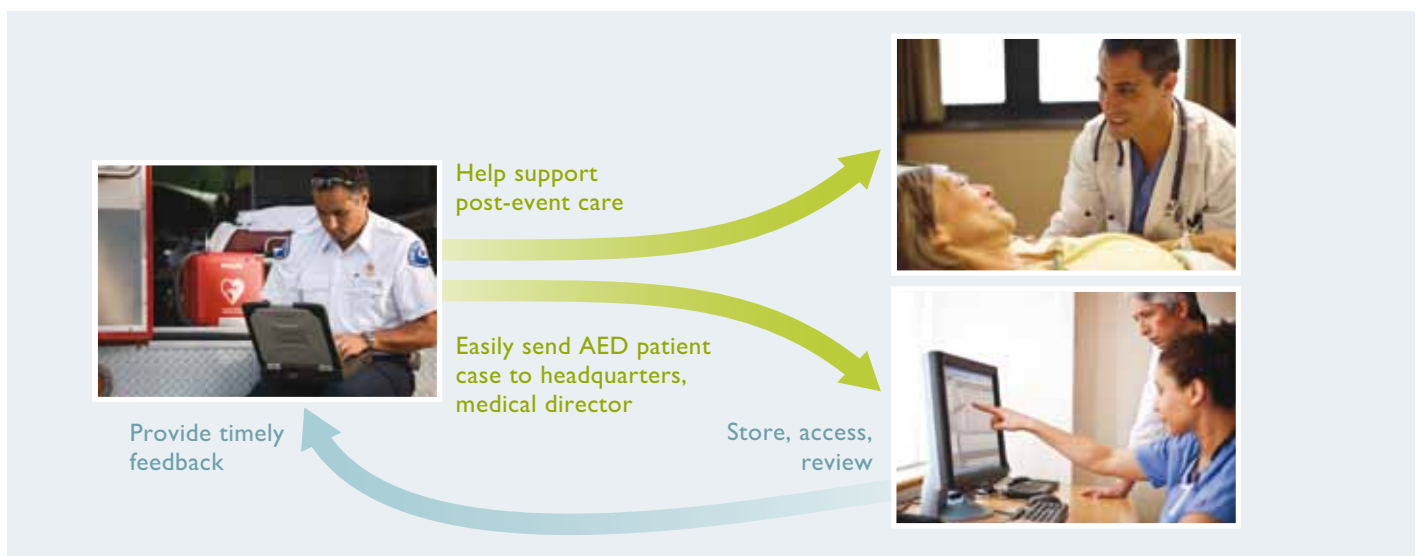 Help support
post-event care
Easily send AED patient
case to headquarters,
medical director
Provide timely
feedback
Store, access,
review